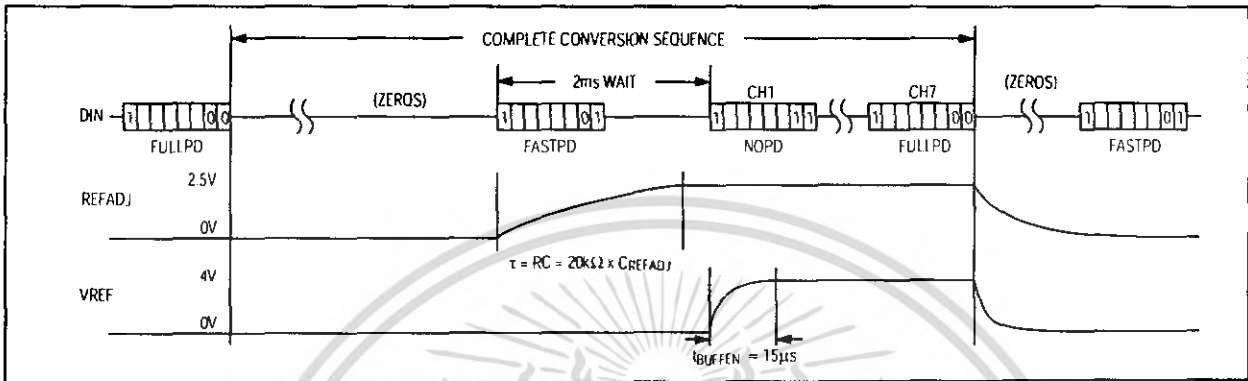 COMPLETE CONVERSION SEQUENCE
2ms WAIT
(ZEROS)
CH1
CH7
(ZEROS)
DIN
1 0 0
1 0 1
1 1 1
1 0 0
1 0 1
FULLPD
FASTPD
NOPD
FULLPD
FASTPD
REFADJ
2.5V
0V
τ = RC = 20kΩ x CREFADJ
VREF
4V
0V
tBUFFEN ≈ 15μs